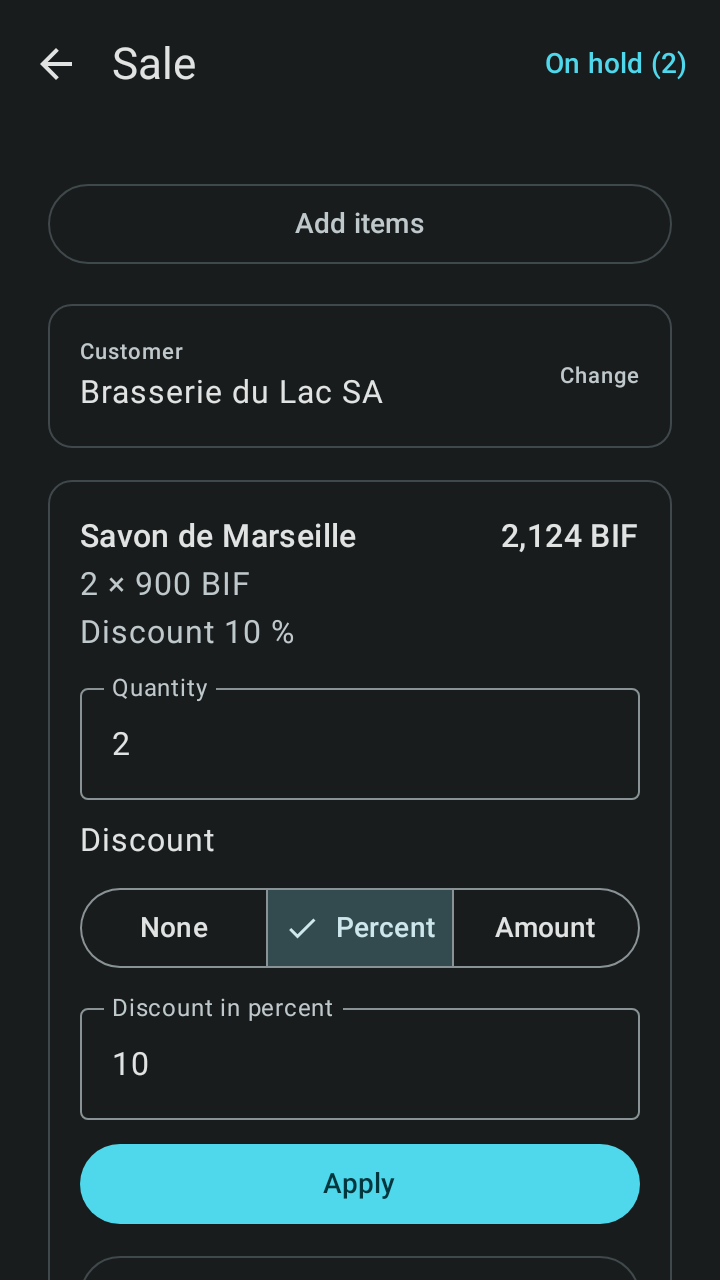 Sale
On hold (2)
Add items
Customer
Brasserie du Lac SA
Change
Savon de Marseille
2,124 BIF
2 × 900 BIF
Discount 10 %
Quantity
2
Discount
None
Percent
Amount
Discount in percent
10
Apply